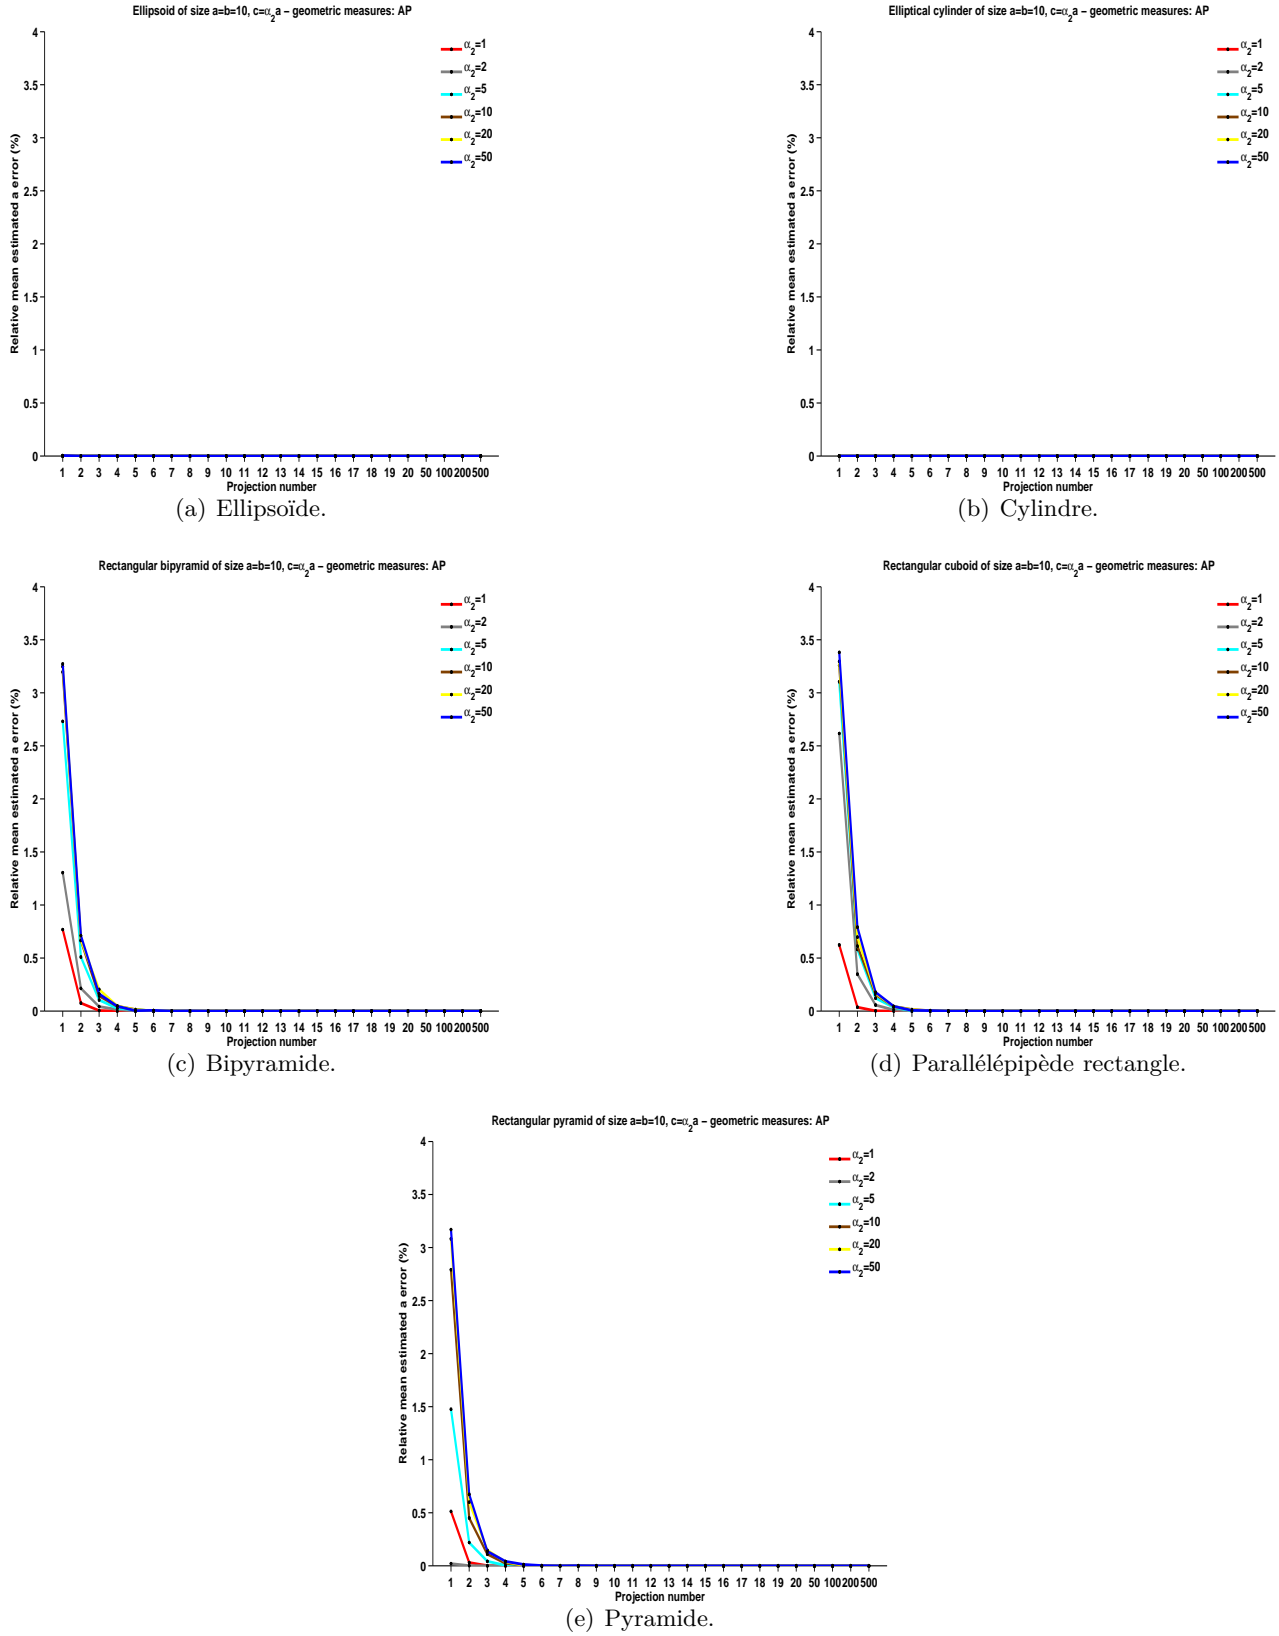 Ellipsoid of size a=b=10, c=α2a – geometric measures: AP
Relative mean estimated a error (%)
4
3.5
3
2.5
2
1.5
1
0.5
0
α2=1
α2=2
α2=5
α2=10
α2=20
α2=50
1 2 3 4 5 6 7 8 9 10 11 12 13 14 15 16 17 18 19 20 50 100 200 500
Projection number
(a) Ellipsoïde.
Elliptical cylinder of size a=b=10, c=α2a – geometric measures: AP
Relative mean estimated a error (%)
4
3.5
3
2.5
2
1.5
1
0.5
0
α2=1
α2=2
α2=5
α2=10
α2=20
α2=50
1 2 3 4 5 6 7 8 9 10 11 12 13 14 15 16 17 18 19 20 50 100 200 500
Projection number
(b) Cylindre.
Rectangular bipyramid of size a=b=10, c=α2a – geometric measures: AP
Relative mean estimated a error (%)
4
3.5
3
2.5
2
1.5
1
0.5
0
α2=1
α2=2
α2=5
α2=10
α2=20
α2=50
1 2 3 4 5 6 7 8 9 10 11 12 13 14 15 16 17 18 19 20 50 100 200 500
Projection number
(c) Bipyramide.
Rectangular cuboid of size a=b=10, c=α2a – geometric measures: AP
Relative mean estimated a error (%)
4
3.5
3
2.5
2
1.5
1
0.5
0
α2=1
α2=2
α2=5
α2=10
α2=20
α2=50
1 2 3 4 5 6 7 8 9 10 11 12 13 14 15 16 17 18 19 20 50 100 200 500
Projection number
(d) Parallélépipède rectangle.
Rectangular pyramid of size a=b=10, c=α2a – geometric measures: AP
Relative mean estimated a error (%)
4
3.5
3
2.5
2
1.5
1
0.5
0
α2=1
α2=2
α2=5
α2=10
α2=20
α2=50
1 2 3 4 5 6 7 8 9 10 11 12 13 14 15 16 17 18 19 20 50 100 200 500
Projection number
(e) Pyramide.